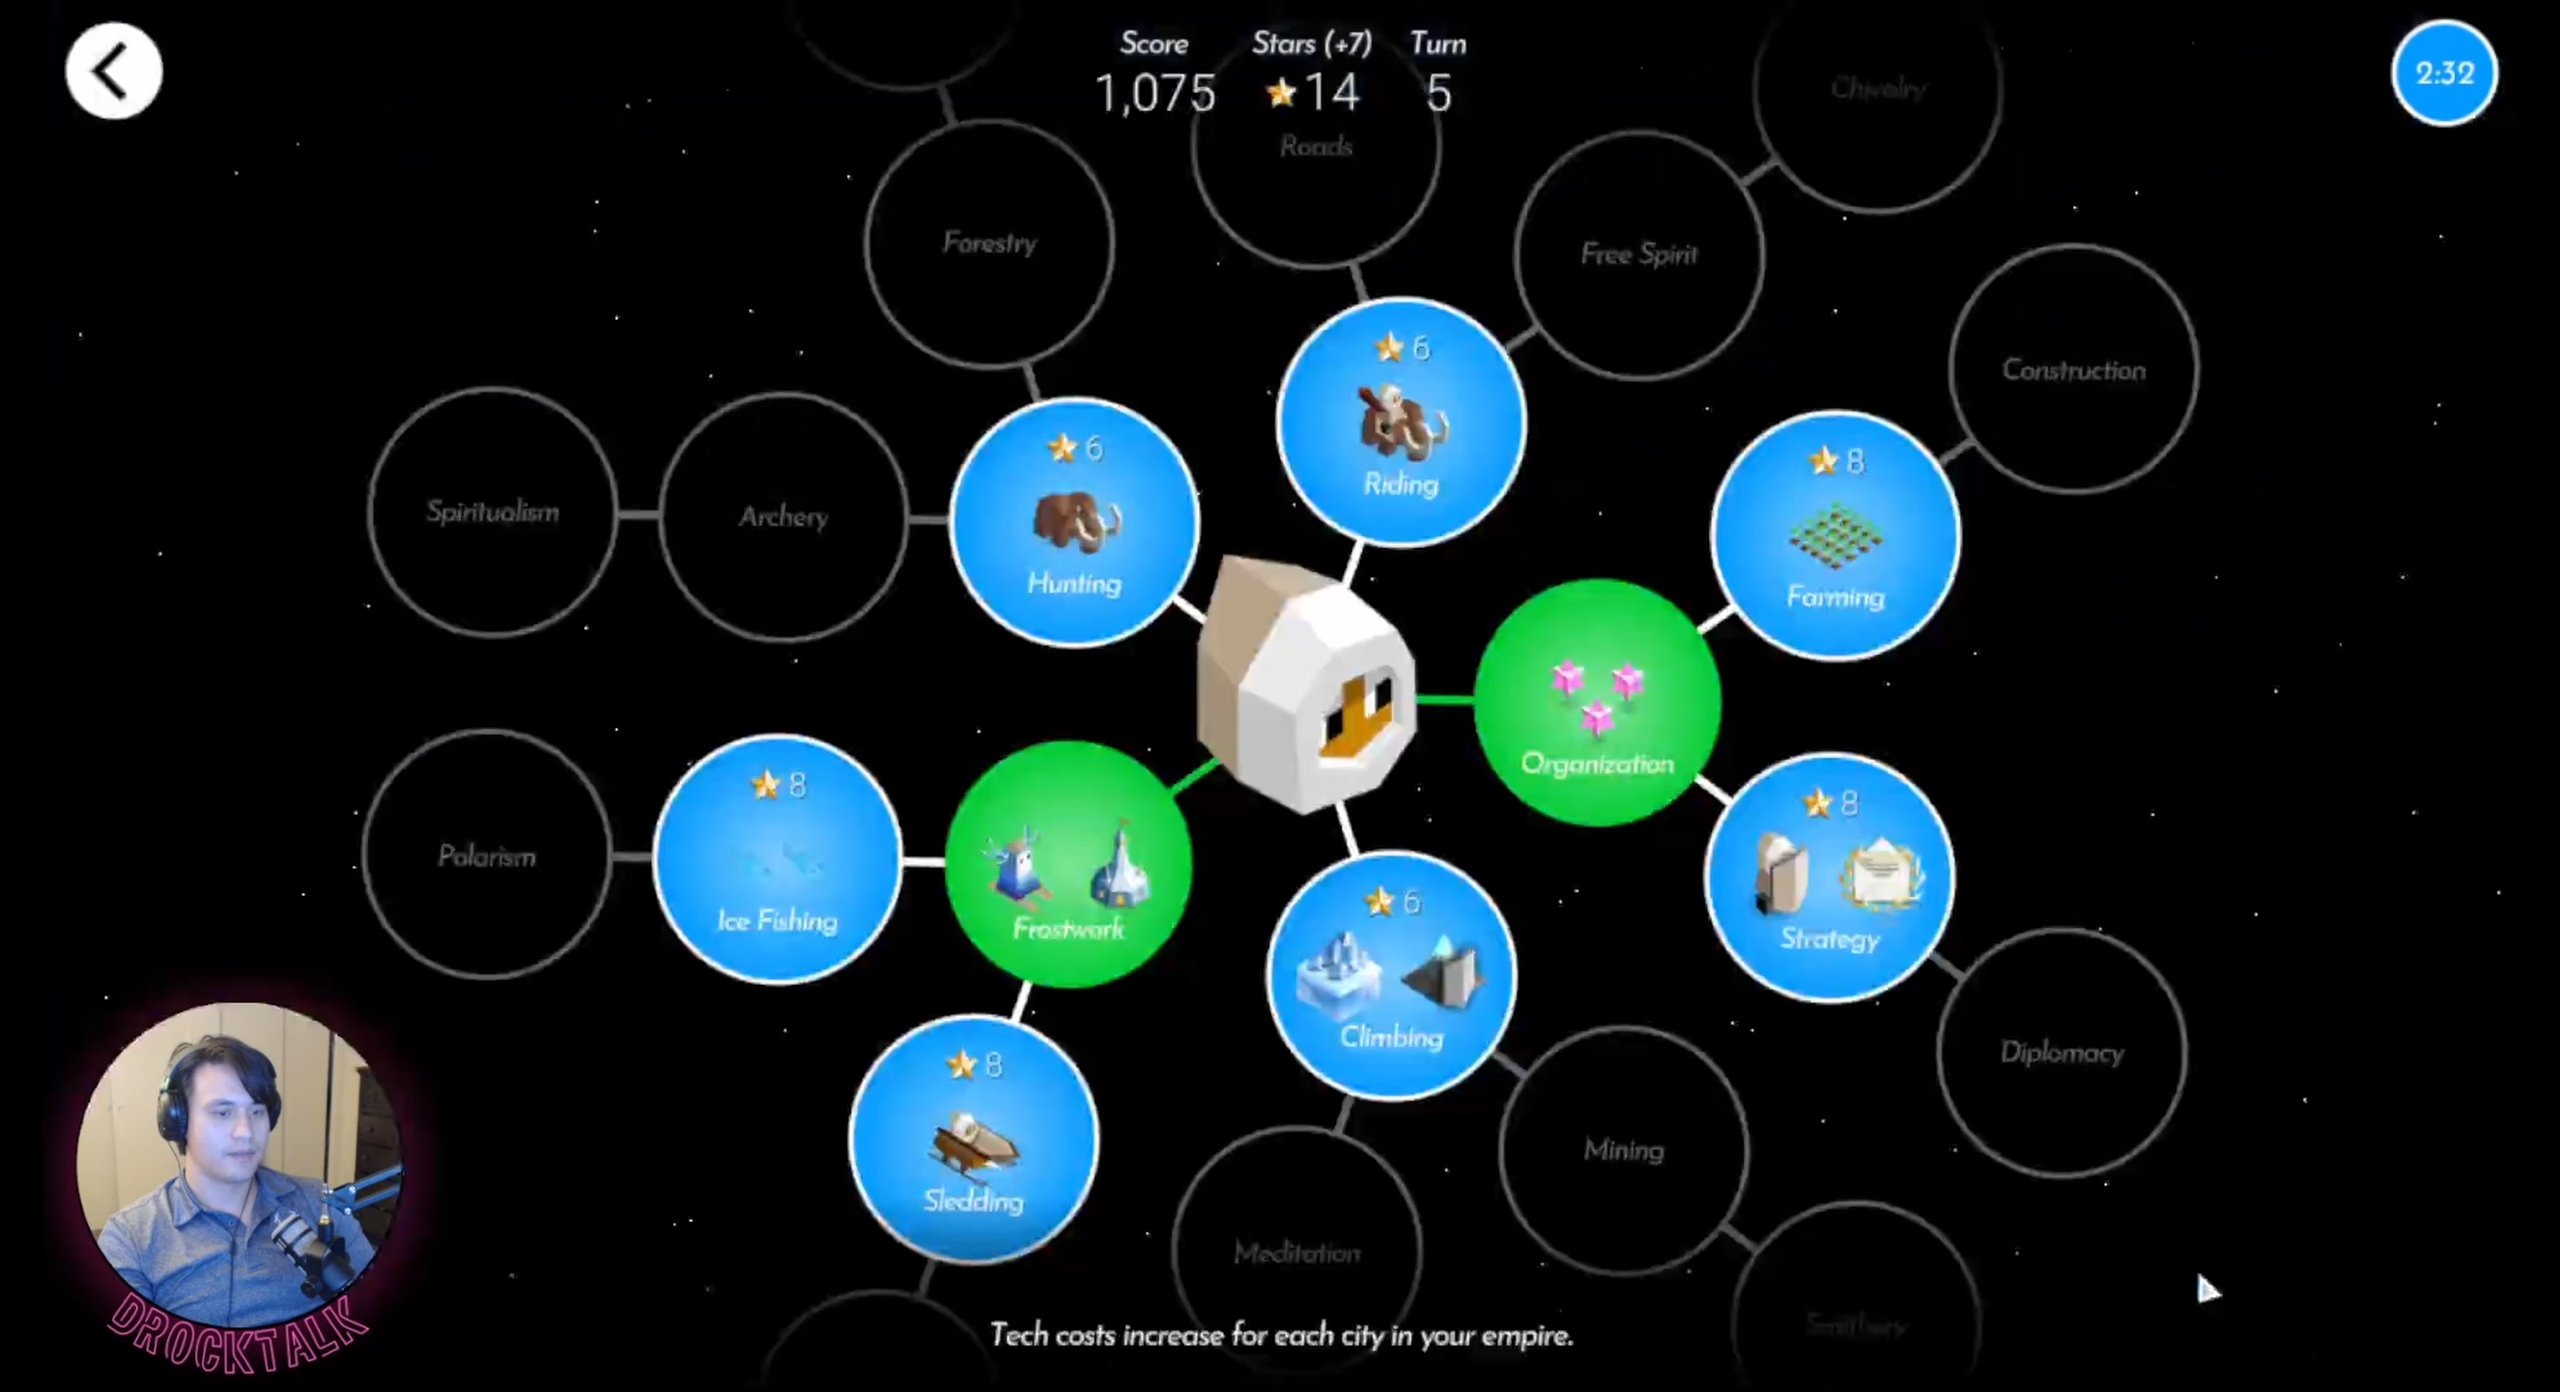 Score Stars (+7) Turn
1,075 14 5
2:32
Chivalry
Roads
Forestry
Free Spirit
6
Riding
Construction
6
Hunting
8
Farming
Spiritualism
Archery
Organization
8
Ice Fishing
Frostwork
8
Strategy
Polarism
6
Climbing
Diplomacy
8
Sledding
Mining
Meditation
Smithery
Tech costs increase for each city in your empire.
DROCKTALK